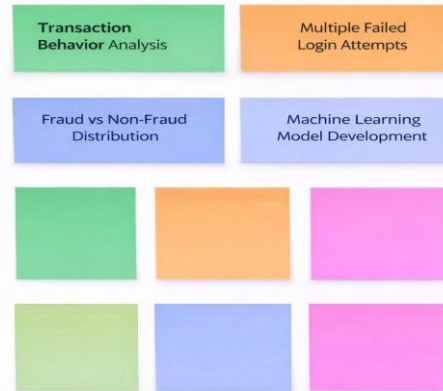 Transaction
Behavior Analysis
Multiple Failed
Login Attempts
Fraud vs Non-Fraud
Distribution
Machine Learning
Model Development